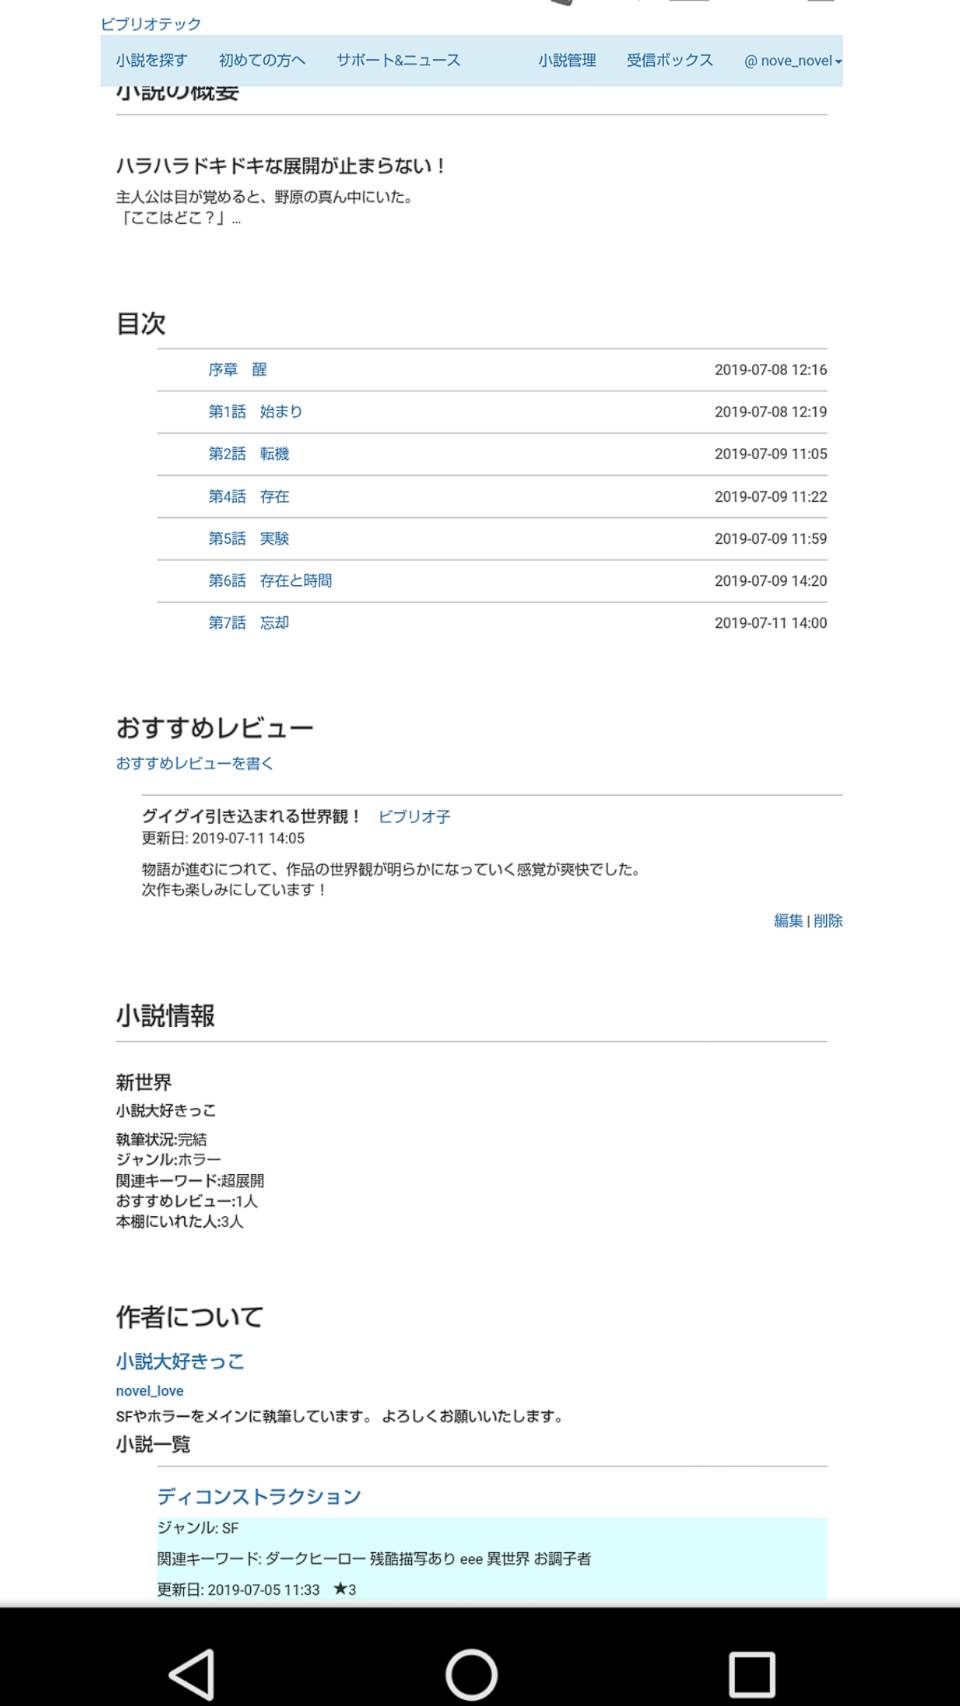 ビブリオテック
小説を探す 初めての方へ サポート&ニュース 小説管理 受信ボックス @ nove_novel
小説の概要
ハラハラドキドキな展開が止まらない！
主人公は目が覚めると、野原の真ん中にいた。
「ここはどこ？」...
目次
序章　醒 2019-07-08 12:16
第1話　始まり 2019-07-08 12:19
第2話　転機 2019-07-09 11:05
第4話　存在 2019-07-09 11:22
第5話　実験 2019-07-09 11:59
第6話　存在と時間 2019-07-09 14:20
第7話　忘却 2019-07-11 14:00
おすすめレビュー
おすすめレビューを書く
グイグイ引き込まれる世界観！ ビブリオ子
更新日: 2019-07-11 14:05
物語が進むにつれて、作品の世界観が明らかになっていく感覚が爽快でした。
次作も楽しみにしています！
編集 | 削除
小説情報
新世界
小説大好きっこ
執筆状況:完結
ジャンル:ホラー
関連キーワード:超展開
おすすめレビュー:1人
本棚にいれた人:3人
作者について
小説大好きっこ
novel_love
SFやホラーをメインに執筆しています。 よろしくお願いいたします。
小説一覧
ディコンストラクション
ジャンル: SF
関連キーワード: ダークヒーロー 残酷描写あり eee 異世界 お調子者
更新日: 2019-07-05 11:33 ★3